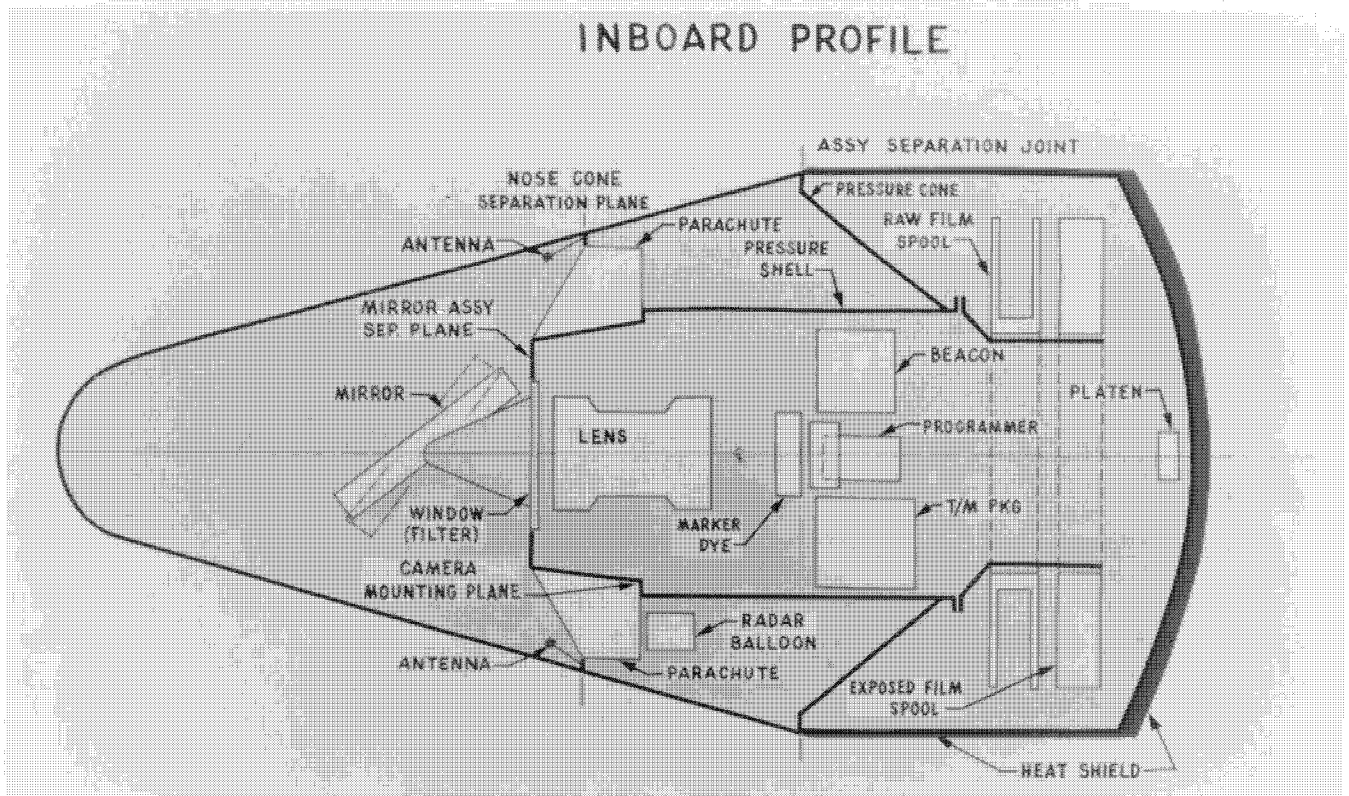 INBOARD PROFILE
ASSY SEPARATION JOINT
NOSE CONE
SEPARATION PLANE
PRESSURE CONE
ANTENNA
PARACHUTE
RAW FILM
SPOOL
PRESSURE
SHELL
MIRROR ASSY
SEP. PLANE
BEACON
MIRROR
PLATEN
LENS
PROGRAMMER
WINDOW
(FILTER)
MARKER
DYE
T/M PKG
CAMERA
MOUNTING PLANE
RADAR
BALLOON
ANTENNA
PARACHUTE
EXPOSED FILM
SPOOL
HEAT SHIELD